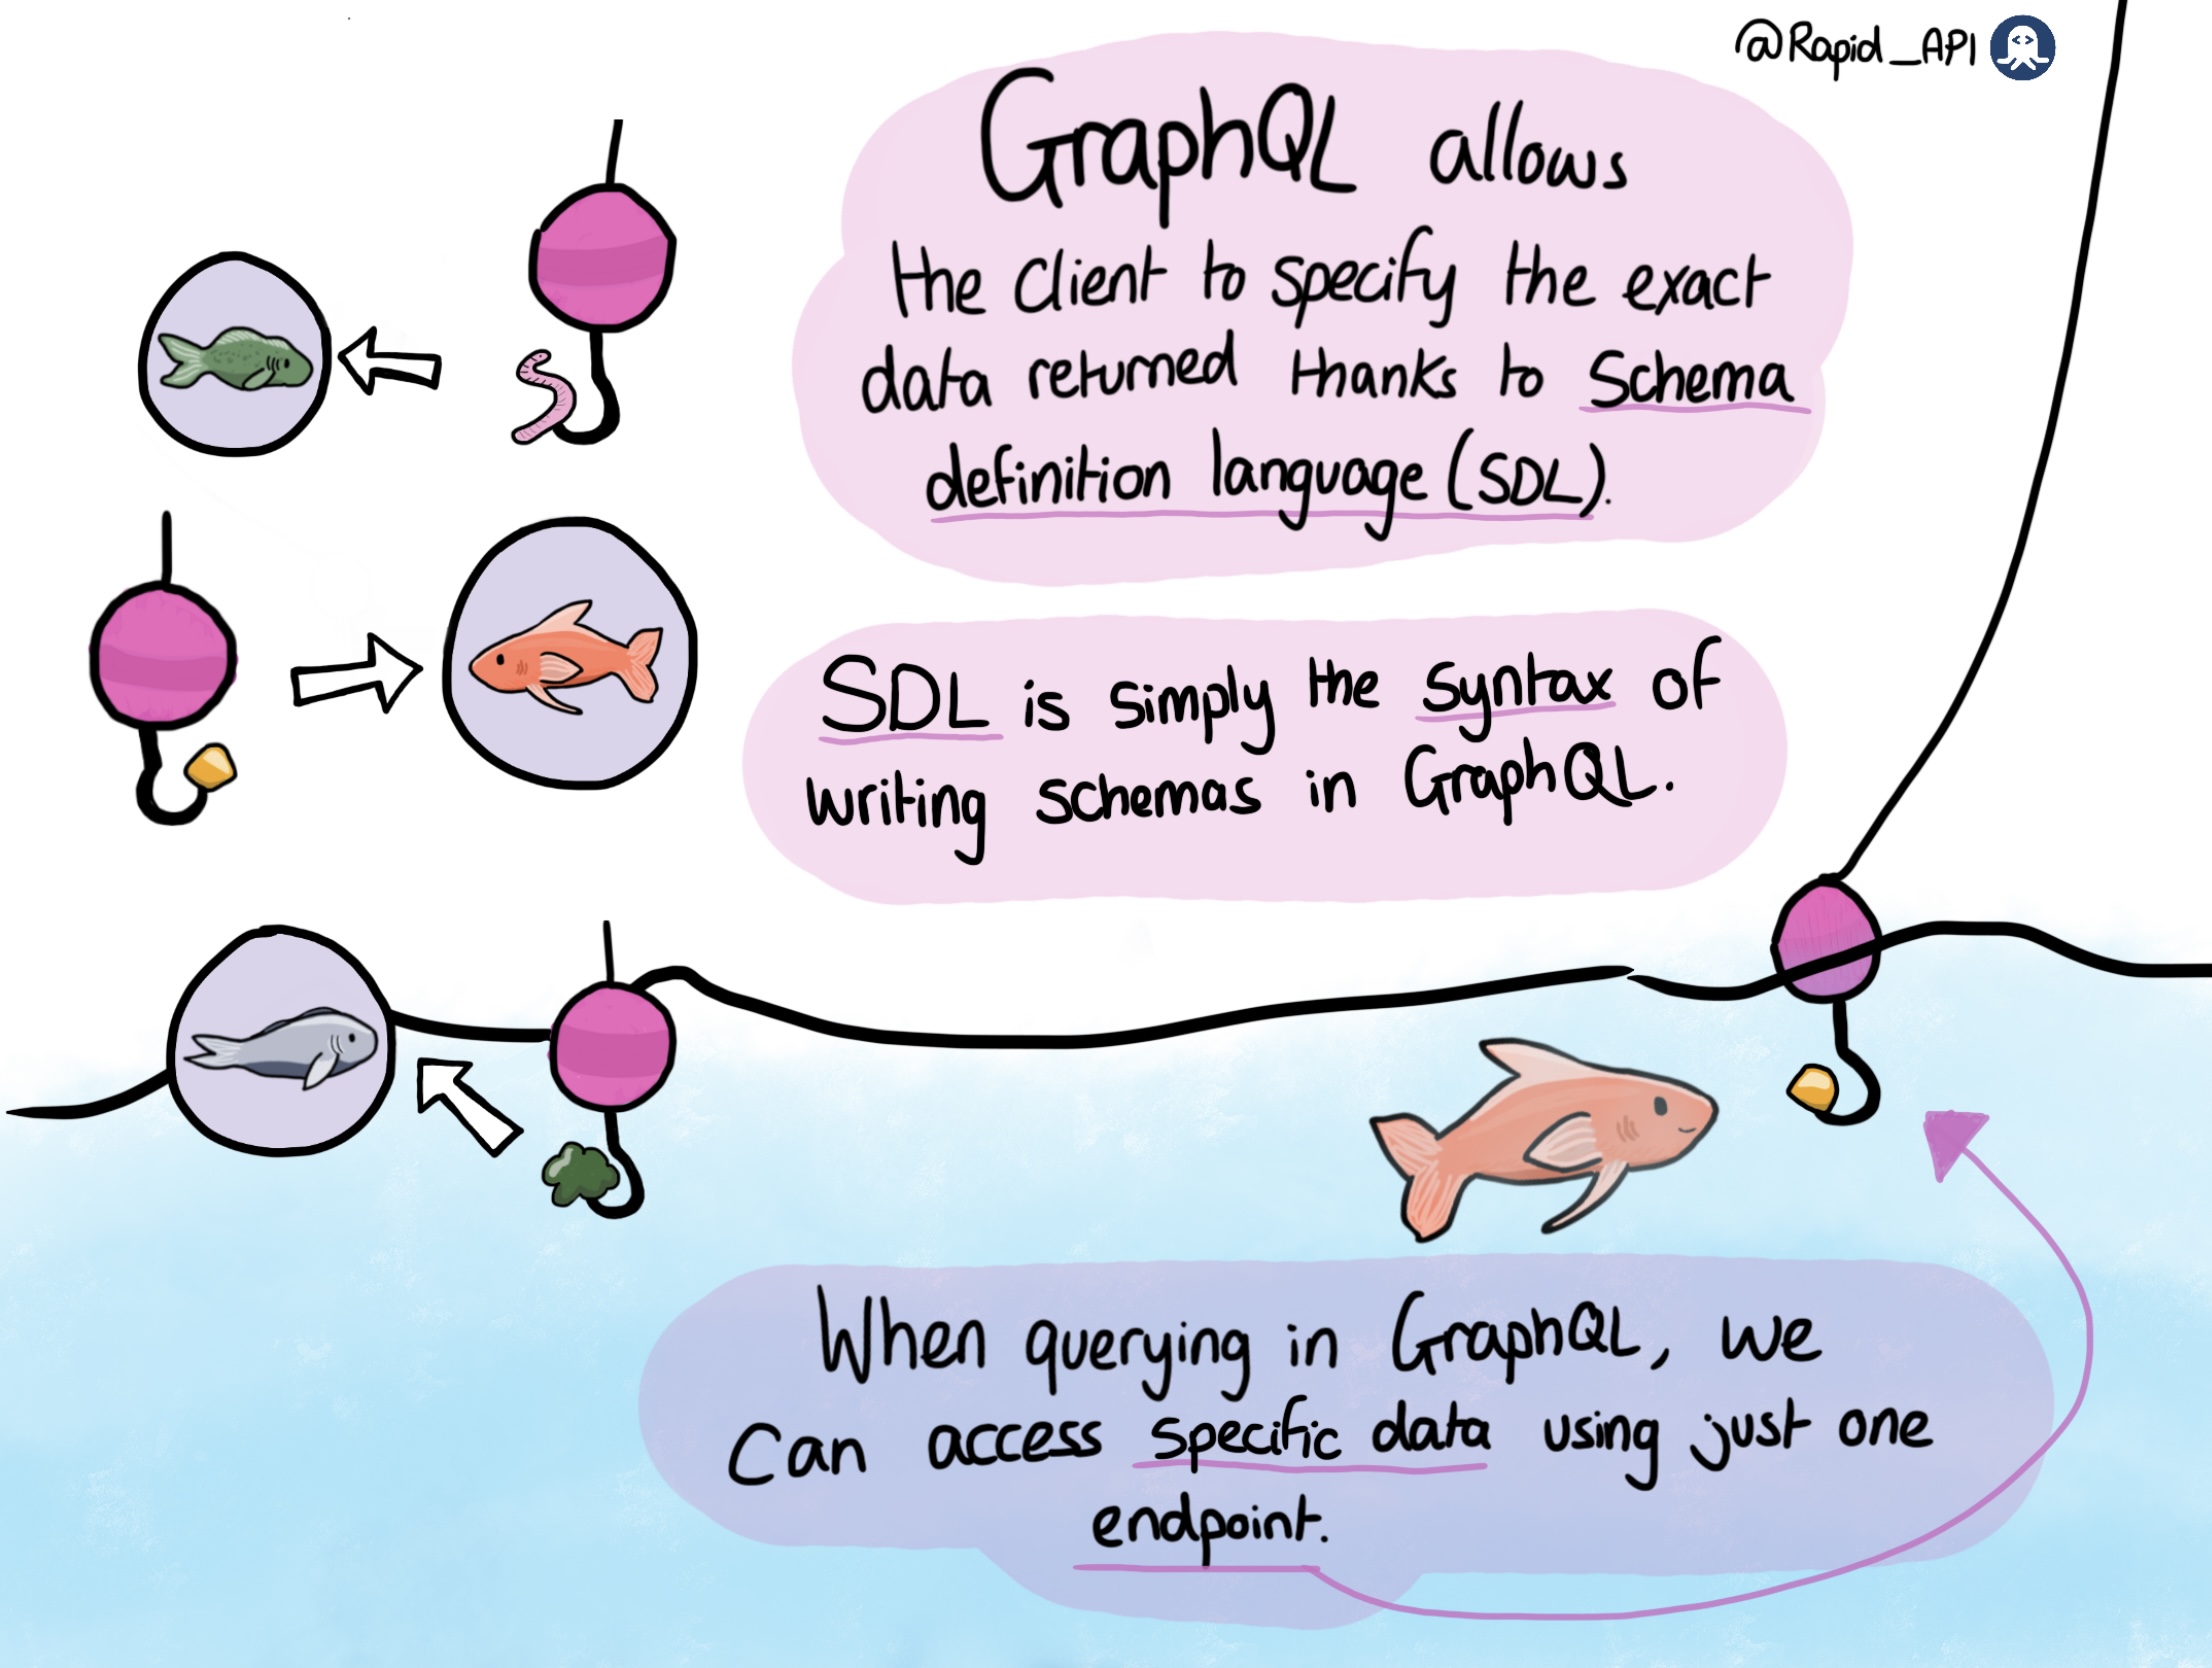 @Rapid_API
GraphQL allows
the client to specify the exact
data returned thanks to Schema
definition language (SDL).
SDL is simply the syntax of
writing schemas in GraphQL.
When querying in GraphQL, we
can access specific data using just one
endpoint.